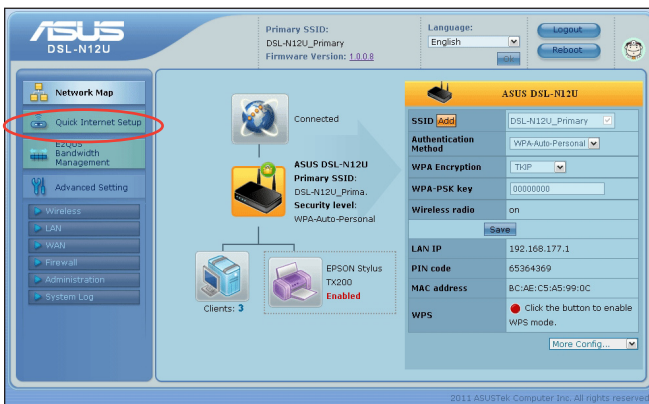 ASUS
DSL-N12U
Primary SSID:
DSL-N12U_Primary
Firmware Version: 1.0.0.8
Language:
English
Ok
Logout
Reboot
Network Map
Quick Internet Setup
EzQoS
Bandwidth
Management
Advanced Setting
Wireless
LAN
WAN
Firewall
Administration
System Log
Connected
ASUS DSL-N12U
Primary SSID:
DSL-N12U_Prima.
Security level:
WPA-Auto-Personal
Clients: 3
EPSON Stylus
TX200
Enabled
ASUS DSL-N12U
SSID Add DSL-N12U_Primary
Authentication
Method
WPA-Auto-Personal
WPA Encryption TKIP
WPA-PSK key 00000000
Wireless radio on
Save
LAN IP 192.168.177.1
PIN code 65364369
MAC address BC:AE:C5:A5:99:0C
WPS
Click the button to enable
WPS mode.
More Config...
2011 ASUSTek Computer Inc. All rights reserved